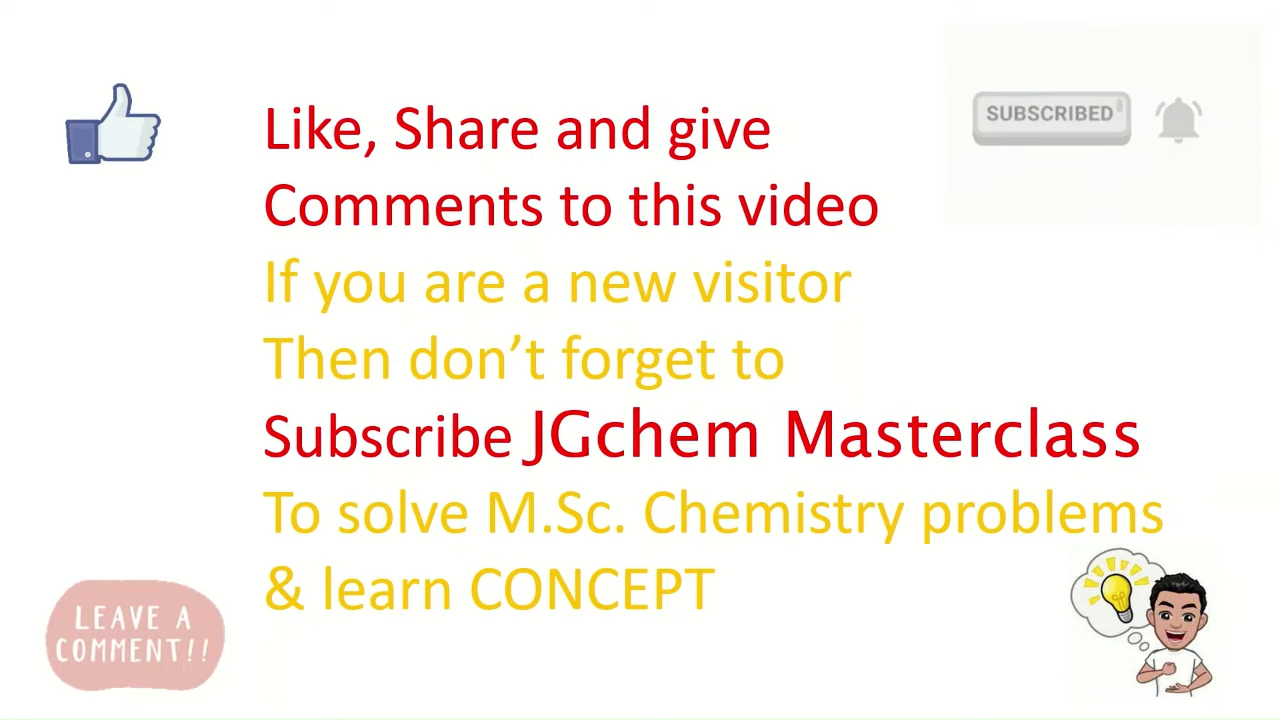 Like, Share and give
SUBSCRIBED
Comments to this video
If you are a new visitor
Then don’t forget to
Subscribe JGchem Masterclass
To solve M.Sc. Chemistry problems
& learn CONCEPT
LEAVE A
COMMENT!!